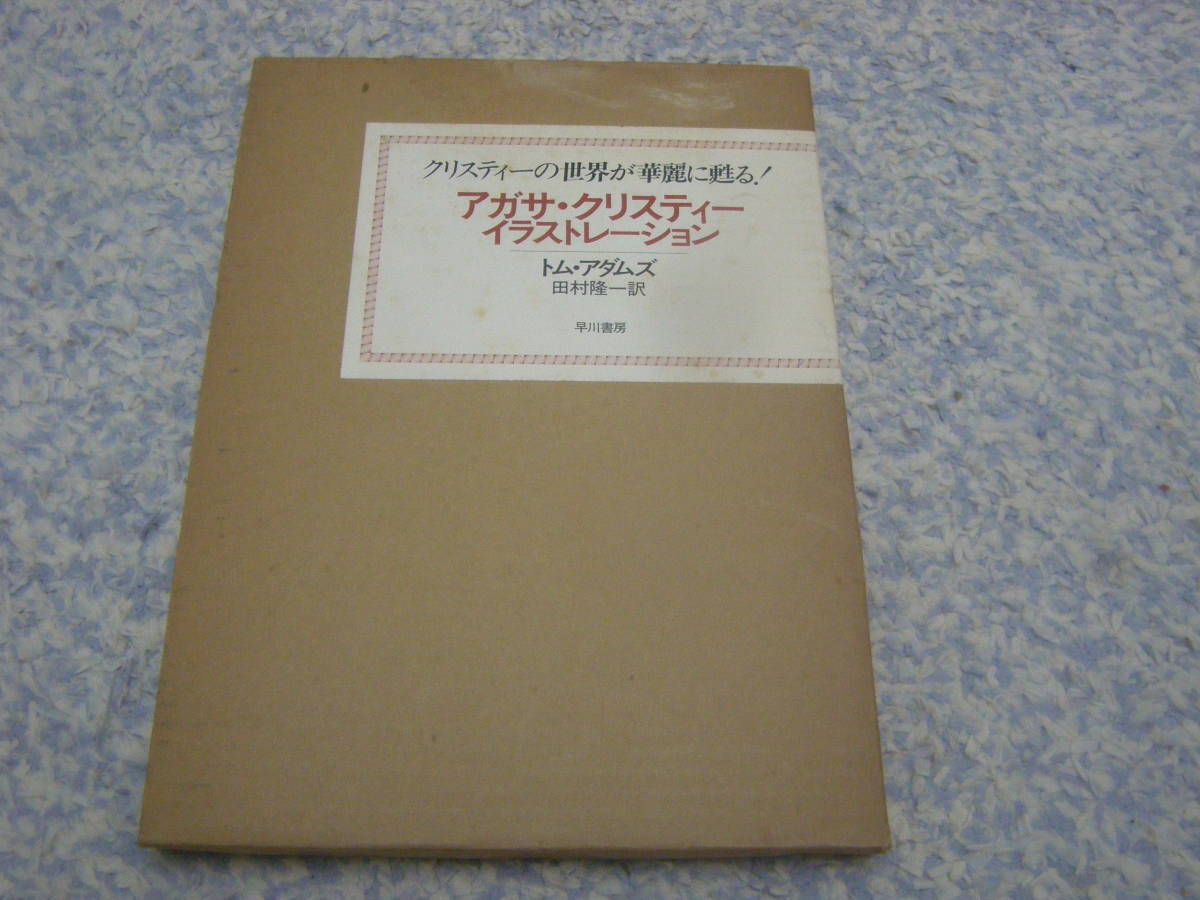 クリスティーの世界が華麗に甦る!
アガサ・クリスティー
イラストレーション
トム・アダムズ
田村隆一訳
早川書房